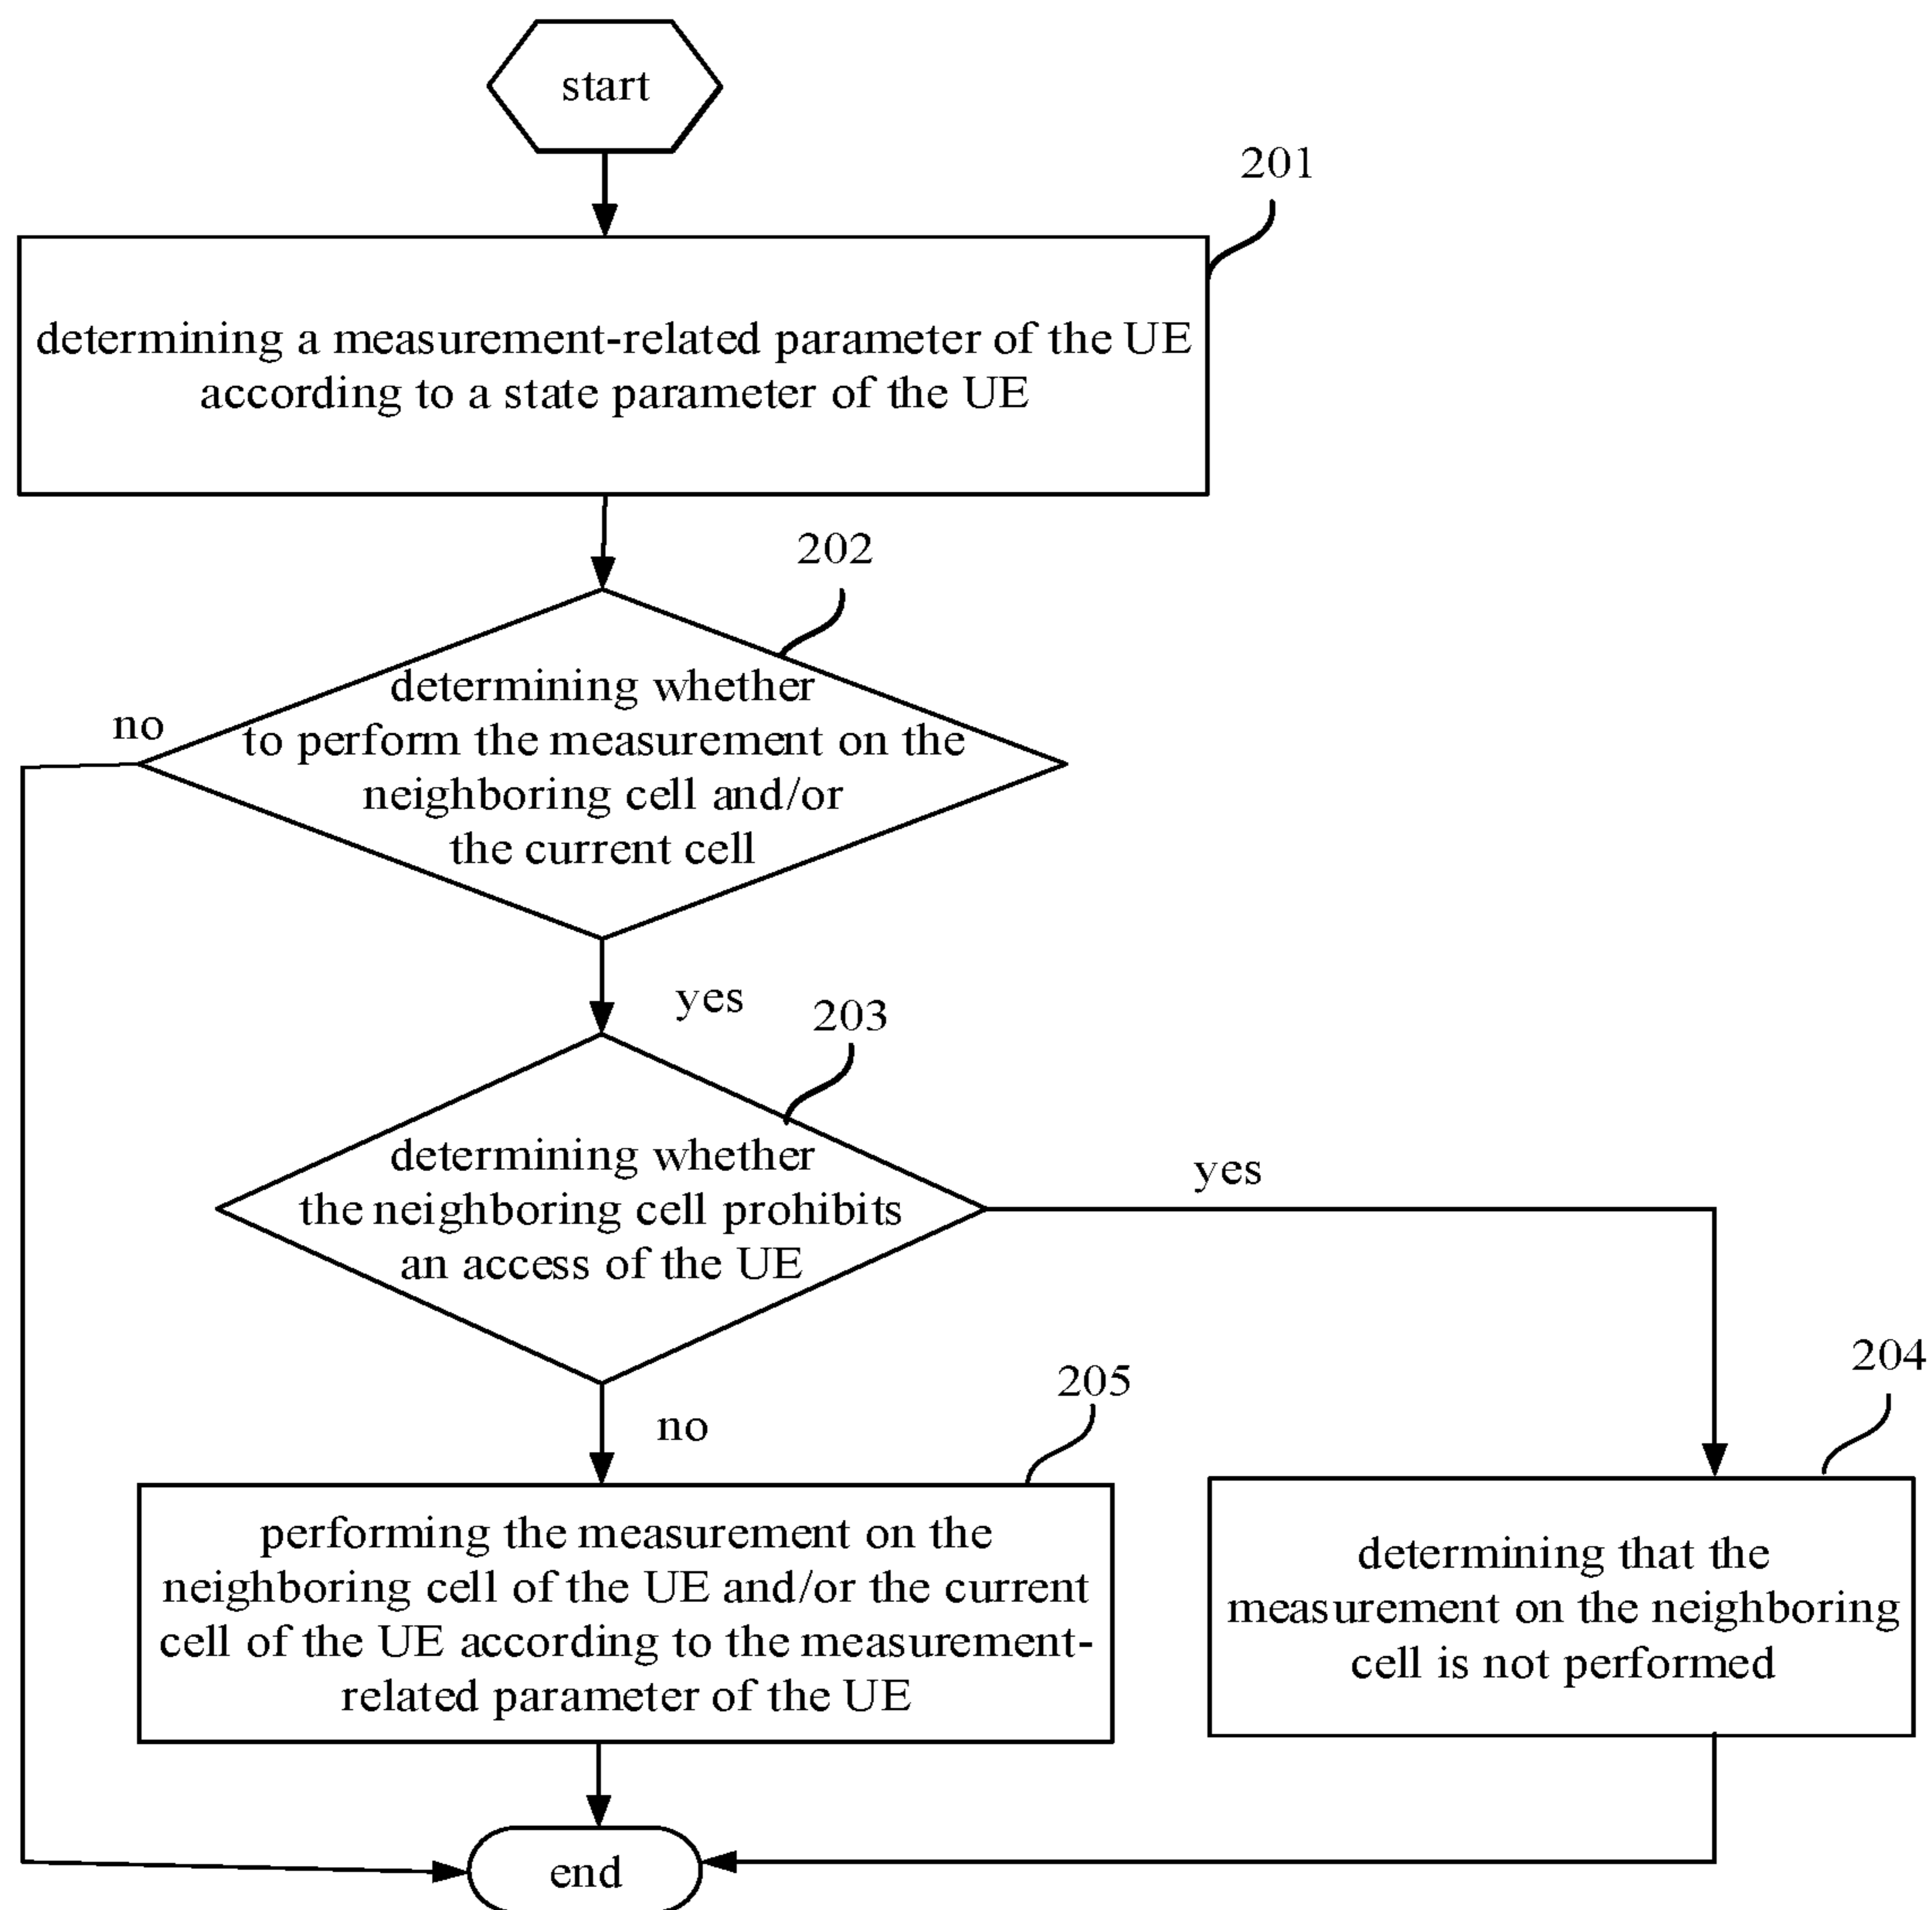 start
201
determining a measurement-related parameter of the UE
according to a state parameter of the UE
202
determining whether
to perform the measurement on the
neighboring cell and/or
the current cell
no
yes
203
determining whether
the neighboring cell prohibits
an access of the UE
yes
no
205
204
performing the measurement on the
neighboring cell of the UE and/or the current
cell of the UE according to the measurement-
related parameter of the UE
determining that the
measurement on the neighboring
cell is not performed
end